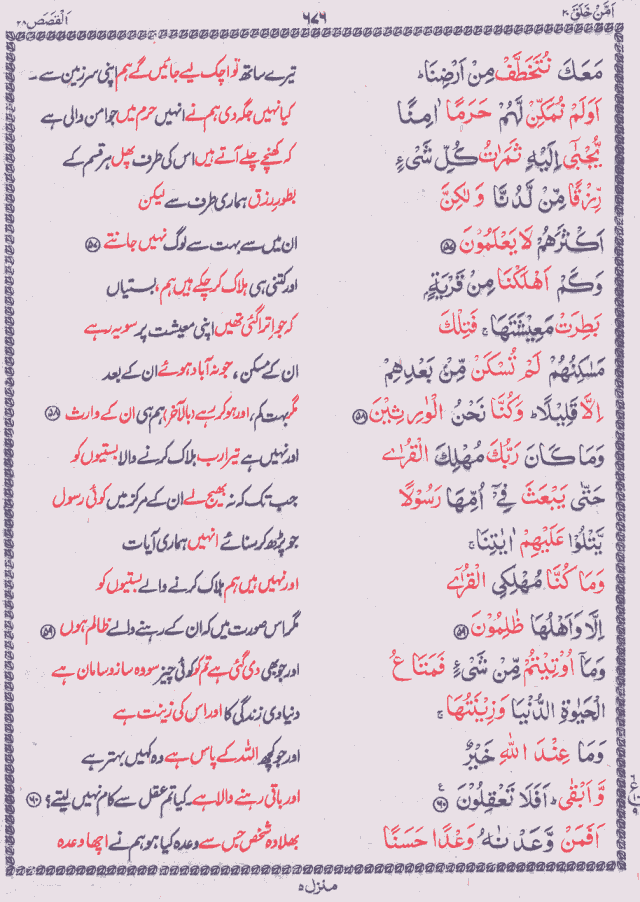 اَمَّنْ خَلَقَ ٢٠ ٦٧٦ اَلْقَصَص ٢٨
مَعَكَ نُتَخَطَّفْ مِنْ اَرْضِنَا ؕ تیرے ساتھ تو اچک لیے جائیں گے ہم اپنی سرزمین سے ۔
اَوَلَمْ نُمَكِّنْ لَّهُمْ حَرَمًا اٰمِنًا کیا نہیں جگہ دی ہم نے انہیں حرم میں جو امن والی ہے
يُّجْبٰۤى اِلَيْهِ ثَمَرٰتُ كُلِّ شَىْءٍ کہ کھنچے چلے آتے ہیں اس کی طرف پھل ہر قسم کے
رِّزْقًا مِّنْ لَّدُنَّا وَلٰكِنَّ بطور رزق ہماری طرف سے لیکن
اَكْثَرَهُمْ لَا يَعْلَمُوْنَ ﴿٥٧﴾ ان میں سے بہت سے لوگ نہیں جانتے ﴿٥٧﴾
وَكَمْ اَهْلَكْنَا مِنْ قَرْيَةٍۭ اور کتنی ہی ہلاک کر چکے ہیں ہم، بستیاں
بَطِرَتْ مَعِيْشَتَهَا ۚ فَتِلْكَ کہ جو اترا گئی تھیں اپنی معیشت پر سو یہ رہے
مَسٰكِنُهُمْ لَمْ تُسْكَنْ مِّنْۢ بَعْدِهِمْ ان کے مسکن ، جو نہ آباد ہوئے ان کے بعد
اِلَّا قَلِيْلًا ؕ وَكُنَّا نَحْنُ الْوٰرِثِيْنَ ﴿٥٨﴾ مگر بہت کم، اور ہو کر رہے (بالآخر) ہم ہی ان کے وارث ﴿٥٨﴾
وَمَا كَانَ رَبُّكَ مُهْلِكَ الْقُرٰى اور نہیں ہے تیرا رب ہلاک کرنے والا بستیوں کو
حَتّٰى يَبْعَثَ فِىْۤ اُمِّهَا رَسُوْلًا جب تک کہ نہ بھیج لے ان کے مرکز میں کوئی رسول
يَّتْلُوْا عَلَيْهِمْ اٰيٰتِنَا ۚ جو پڑھ کر سنائے انہیں ہماری آیات
وَمَا كُنَّا مُهْلِكِى الْقُرٰٓى اور نہیں ہیں ہم ہلاک کرنے والے بستیوں کو
اِلَّا وَاَهْلُهَا ظٰلِمُوْنَ ﴿٥٩﴾ مگر اس صورت میں کہ ان کے رہنے والے ظالم ہوں ﴿٥٩﴾
وَمَاۤ اُوْتِيْتُمْ مِّنْ شَىْءٍ فَمَتَاعُ اور جو بھی دی گئی ہے تم کو کوئی چیز سو وہ سازوسامان ہے
الْحَيٰوةِ الدُّنْيَا وَزِيْنَتُهَا ۚ دنیاوی زندگی کا اور اس کی زینت ہے
وَمَا عِنْدَ اللّٰهِ خَيْرٌ اور جو کچھ اللہ کے پاس ہے وہ کہیں بہتر ہے
وَّاَبْقٰى ؕ اَفَلَا تَعْقِلُوْنَ ﴿٦٠﴾ اور باقی رہنے والا ہے۔ کیا تم عقل سے کام نہیں لیتے؟ ﴿٦٠﴾
اَفَمَنْ وَّعَدْنٰهُ وَعْدًا حَسَنًا بھلا وہ شخص جس سے وعدہ کیا ہو ہم نے اچھا وعدہ
منزل ٥